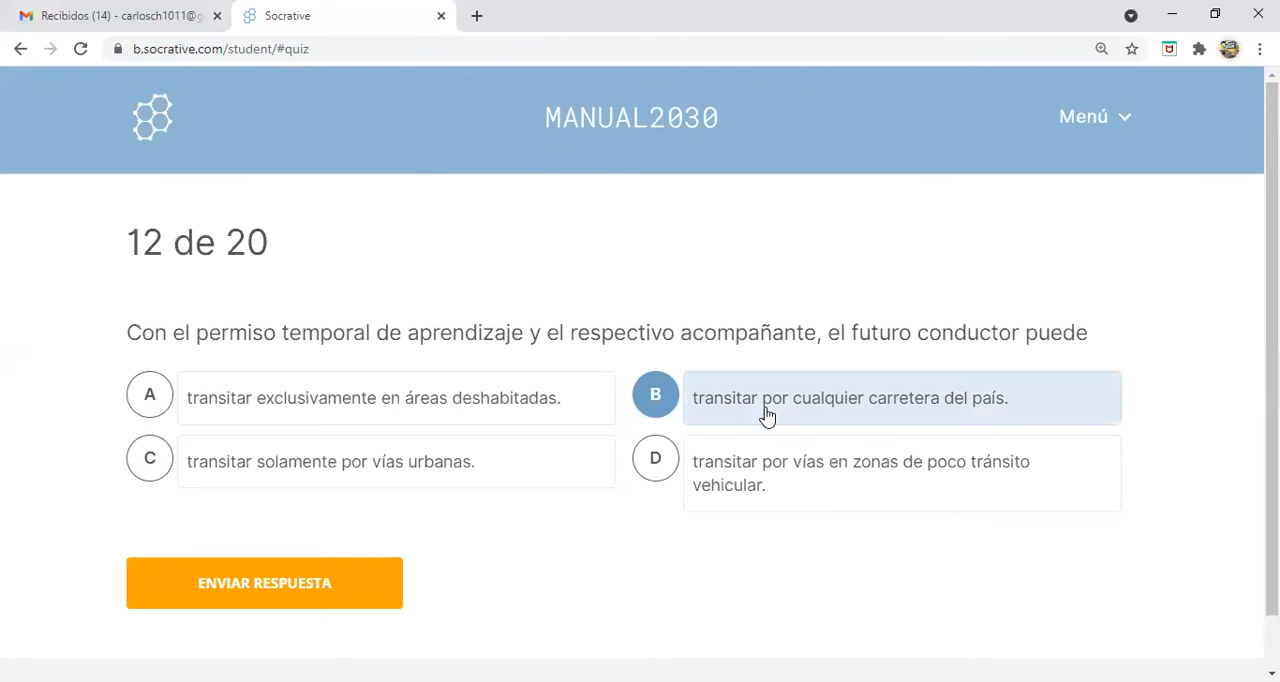 Recibidos (14) - carlosch1011@g
Socrative
b.socrative.com/student/#quiz
MANUAL2030
Menú
12 de 20
Con el permiso temporal de aprendizaje y el respectivo acompañante, el futuro conductor puede
A transitar exclusivamente en áreas deshabitadas.
B transitar por cualquier carretera del país.
C transitar solamente por vías urbanas.
D transitar por vías en zonas de poco tránsito
vehicular.
ENVIAR RESPUESTA